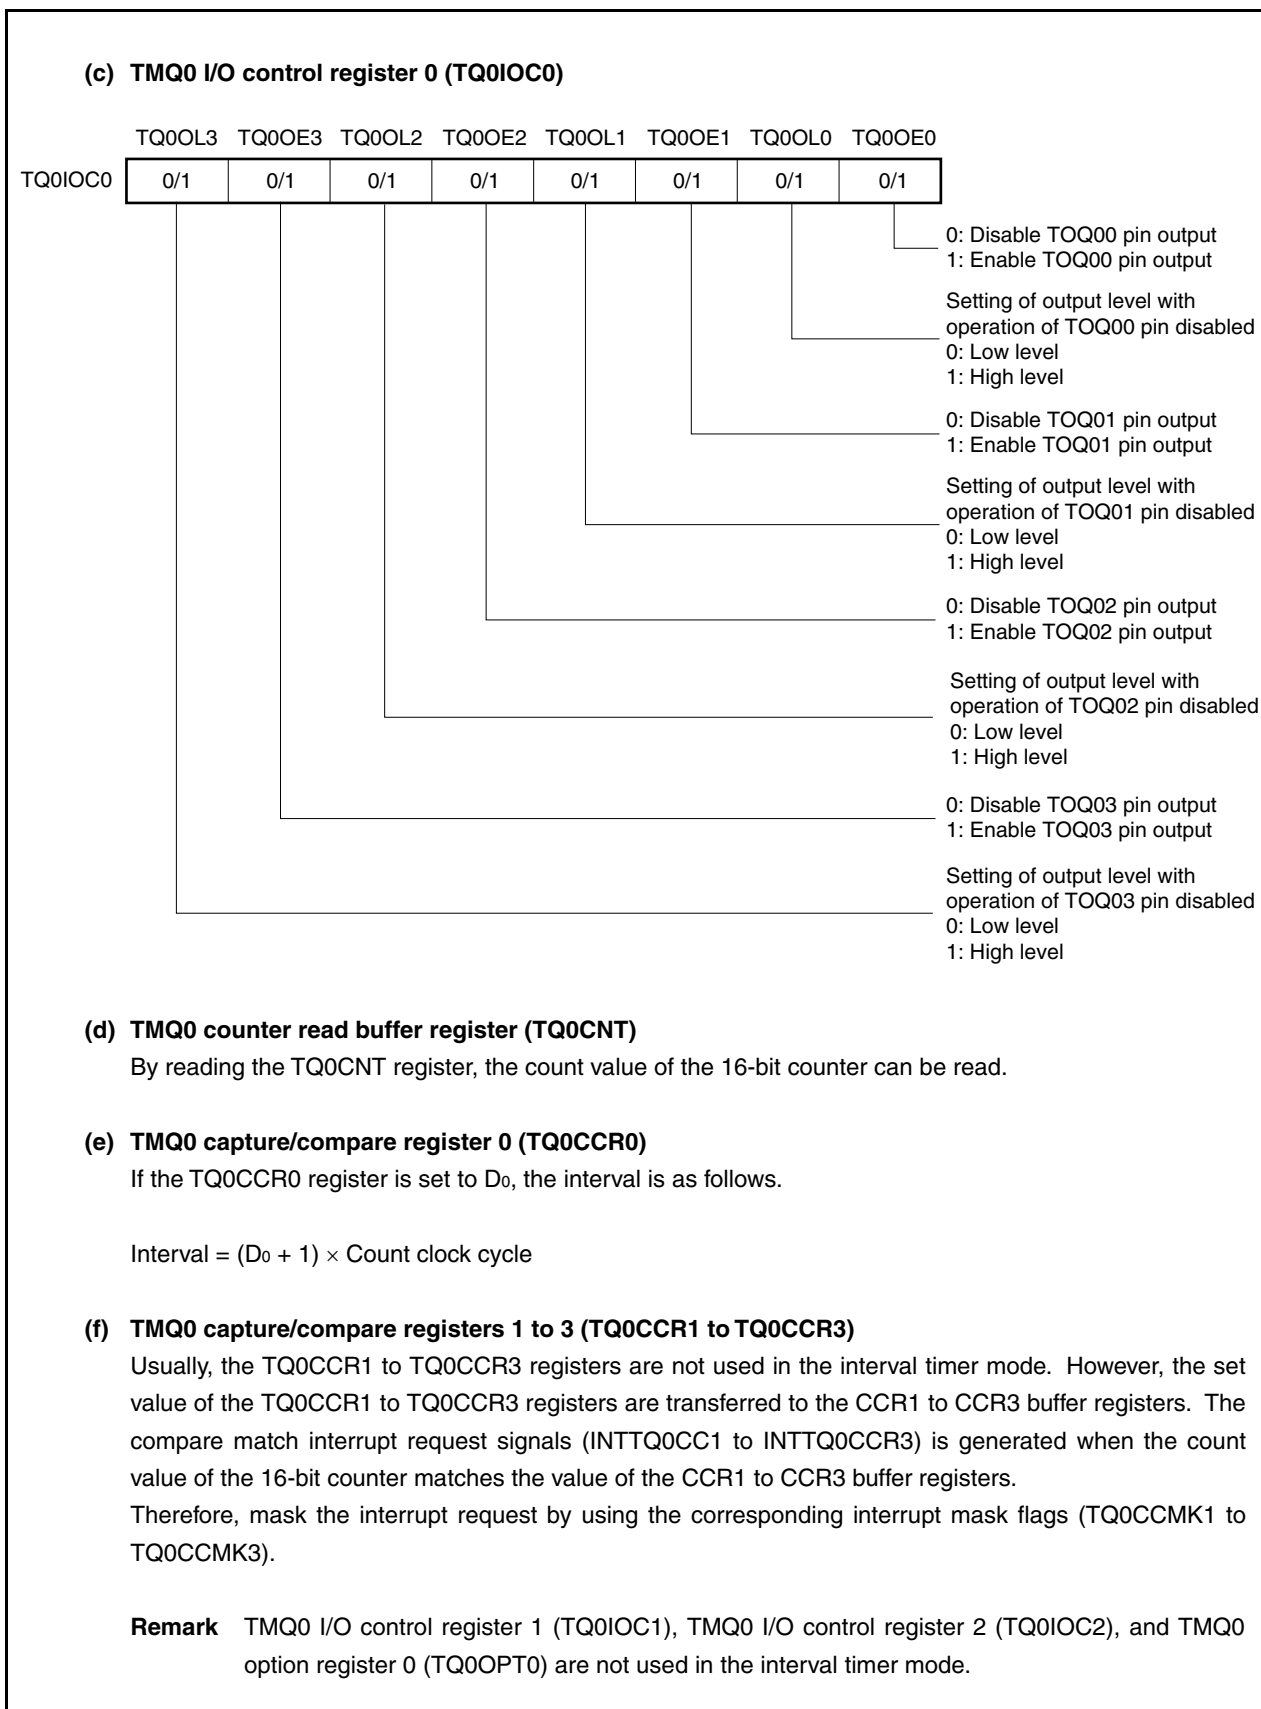 (c) TMQ0 I/O control register 0 (TQ0IOC0)
TQ0OL3 TQ0OE3 TQ0OL2 TQ0OE2 TQ0OL1 TQ0OE1 TQ0OL0 TQ0OE0
TQ0IOC0 0/1 0/1 0/1 0/1 0/1 0/1 0/1 0/1
0: Disable TOQ00 pin output
1: Enable TOQ00 pin output
Setting of output level with
operation of TOQ00 pin disabled
0: Low level
1: High level
0: Disable TOQ01 pin output
1: Enable TOQ01 pin output
Setting of output level with
operation of TOQ01 pin disabled
0: Low level
1: High level
0: Disable TOQ02 pin output
1: Enable TOQ02 pin output
Setting of output level with
operation of TOQ02 pin disabled
0: Low level
1: High level
0: Disable TOQ03 pin output
1: Enable TOQ03 pin output
Setting of output level with
operation of TOQ03 pin disabled
0: Low level
1: High level
(d) TMQ0 counter read buffer register (TQ0CNT)
By reading the TQ0CNT register, the count value of the 16-bit counter can be read.
(e) TMQ0 capture/compare register 0 (TQ0CCR0)
If the TQ0CCR0 register is set to D0, the interval is as follows.
Interval = (D0 + 1) × Count clock cycle
(f) TMQ0 capture/compare registers 1 to 3 (TQ0CCR1 to TQ0CCR3)
Usually, the TQ0CCR1 to TQ0CCR3 registers are not used in the interval timer mode. However, the set
value of the TQ0CCR1 to TQ0CCR3 registers are transferred to the CCR1 to CCR3 buffer registers. The
compare match interrupt request signals (INTTQ0CC1 to INTTQ0CCR3) is generated when the count
value of the 16-bit counter matches the value of the CCR1 to CCR3 buffer registers.
Therefore, mask the interrupt request by using the corresponding interrupt mask flags (TQ0CCMK1 to
TQ0CCMK3).
Remark TMQ0 I/O control register 1 (TQ0IOC1), TMQ0 I/O control register 2 (TQ0IOC2), and TMQ0
option register 0 (TQ0OPT0) are not used in the interval timer mode.